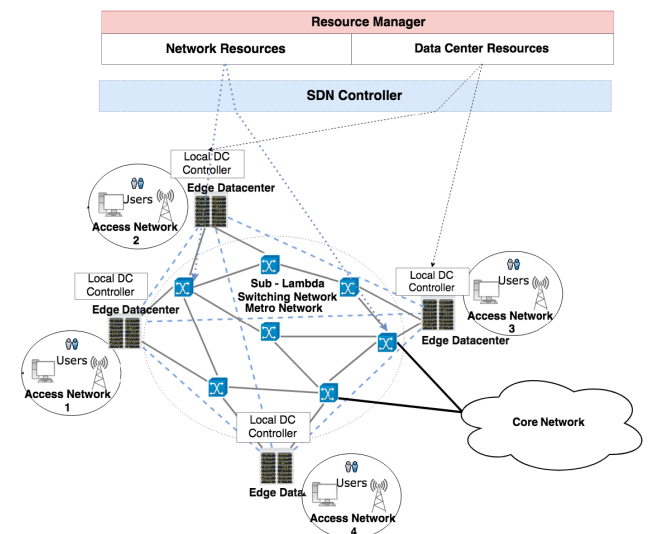 Resource Manager
Network Resources
Data Center Resources
SDN Controller
Local DC
Controller
Edge Datacenter
Users
Access Network
2
Local DC
Controller
Edge Datacenter
Sub - Lambda
Switching Network
Metro Network
Local DC
Controller
Edge Datacenter
Users
Access Network
3
Users
Access Network
1
Local DC
Controller
Edge Data
Users
Access Network
4
Core Network